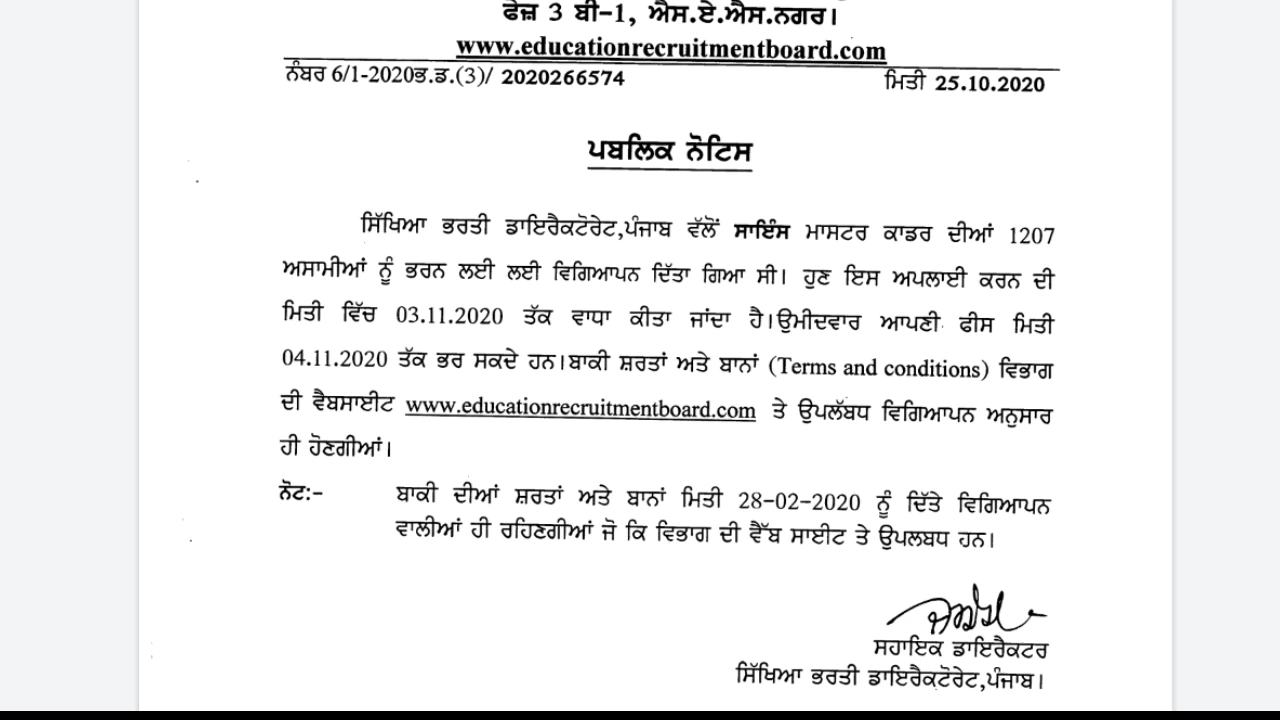 ਫੇਜ਼ 3 ਬੀ-1, ਐਸ.ਏ.ਐਸ.ਨਗਰ।
www.educationrecruitmentboard.com
ਨੰਬਰ 6/1-2020ਭ.ਡ.(3)/ 2020266574 ਮਿਤੀ 25.10.2020
ਪਬਲਿਕ ਨੋਟਿਸ
ਸਿੱਖਿਆ ਭਰਤੀ ਡਾਇਰੈਕਟੋਰੇਟ,ਪੰਜਾਬ ਵੱਲੋਂ ਸਾਇੰਸ ਮਾਸਟਰ ਕਾਡਰ ਦੀਆਂ 1207
ਅਸਾਮੀਆਂ ਨੂੰ ਭਰਨ ਲਈ ਲਈ ਵਿਗਿਆਪਨ ਦਿੱਤਾ ਗਿਆ ਸੀ। ਹੁਣ ਇਸ ਅਪਲਾਈ ਕਰਨ ਦੀ
ਮਿਤੀ ਵਿੱਚ 03.11.2020 ਤੱਕ ਵਾਧਾ ਕੀਤਾ ਜਾਂਦਾ ਹੈ।ਉਮੀਦਵਾਰ ਆਪਣੀ ਫੀਸ ਮਿਤੀ
04.11.2020 ਤੱਕ ਭਰ ਸਕਦੇ ਹਨ।ਬਾਕੀ ਸ਼ਰਤਾਂ ਅਤੇ ਬਾਨਾਂ (Terms and conditions) ਵਿਭਾਗ
ਦੀ ਵੈਬਸਾਈਟ www.educationrecruitmentboard.com ਤੇ ਉਪਲੱਬਧ ਵਿਗਿਆਪਨ ਅਨੁਸਾਰ
ਹੀ ਹੋਣਗੀਆਂ।
ਨੋਟ:- ਬਾਕੀ ਦੀਆਂ ਸ਼ਰਤਾਂ ਅਤੇ ਬਾਨਾਂ ਮਿਤੀ 28-02-2020 ਨੂੰ ਦਿੱਤੇ ਵਿਗਿਆਪਨ
ਵਾਲੀਆਂ ਹੀ ਰਹਿਣਗੀਆਂ ਜੋ ਕਿ ਵਿਭਾਗ ਦੀ ਵੈੱਬ ਸਾਈਟ ਤੇ ਉਪਲਬਧ ਹਨ।
ਸਹਾਇਕ ਡਾਇਰੈਕਟਰ
ਸਿੱਖਿਆ ਭਰਤੀ ਡਾਇਰੈਕਟੋਰੇਟ,ਪੰਜਾਬ।